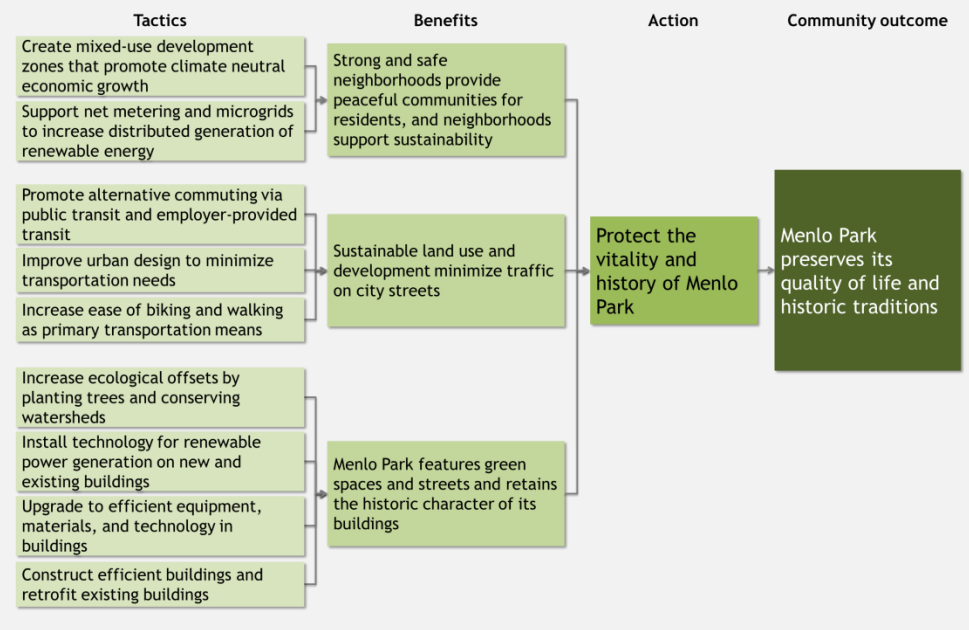 Tactics
Benefits
Action
Community outcome
Create mixed-use development
zones that promote climate neutral
economic growth
Support net metering and microgrids
to increase distributed generation of
renewable energy
Promote alternative commuting via
public transit and employer-provided
transit
Improve urban design to minimize
transportation needs
Increase ease of biking and walking
as primary transportation means
Increase ecological offsets by
planting trees and conserving
watersheds
Install technology for renewable
power generation on new and
existing buildings
Upgrade to efficient equipment,
materials, and technology in
buildings
Construct efficient buildings and
retrofit existing buildings
Strong and safe
neighborhoods provide
peaceful communities for
residents, and neighborhoods
support sustainability
Sustainable land use and
development minimize traffic
on city streets
Menlo Park features green
spaces and streets and retains
the historic character of its
buildings
Protect the
vitality and
history of Menlo
Park
Menlo Park
preserves its
quality of life and
historic traditions